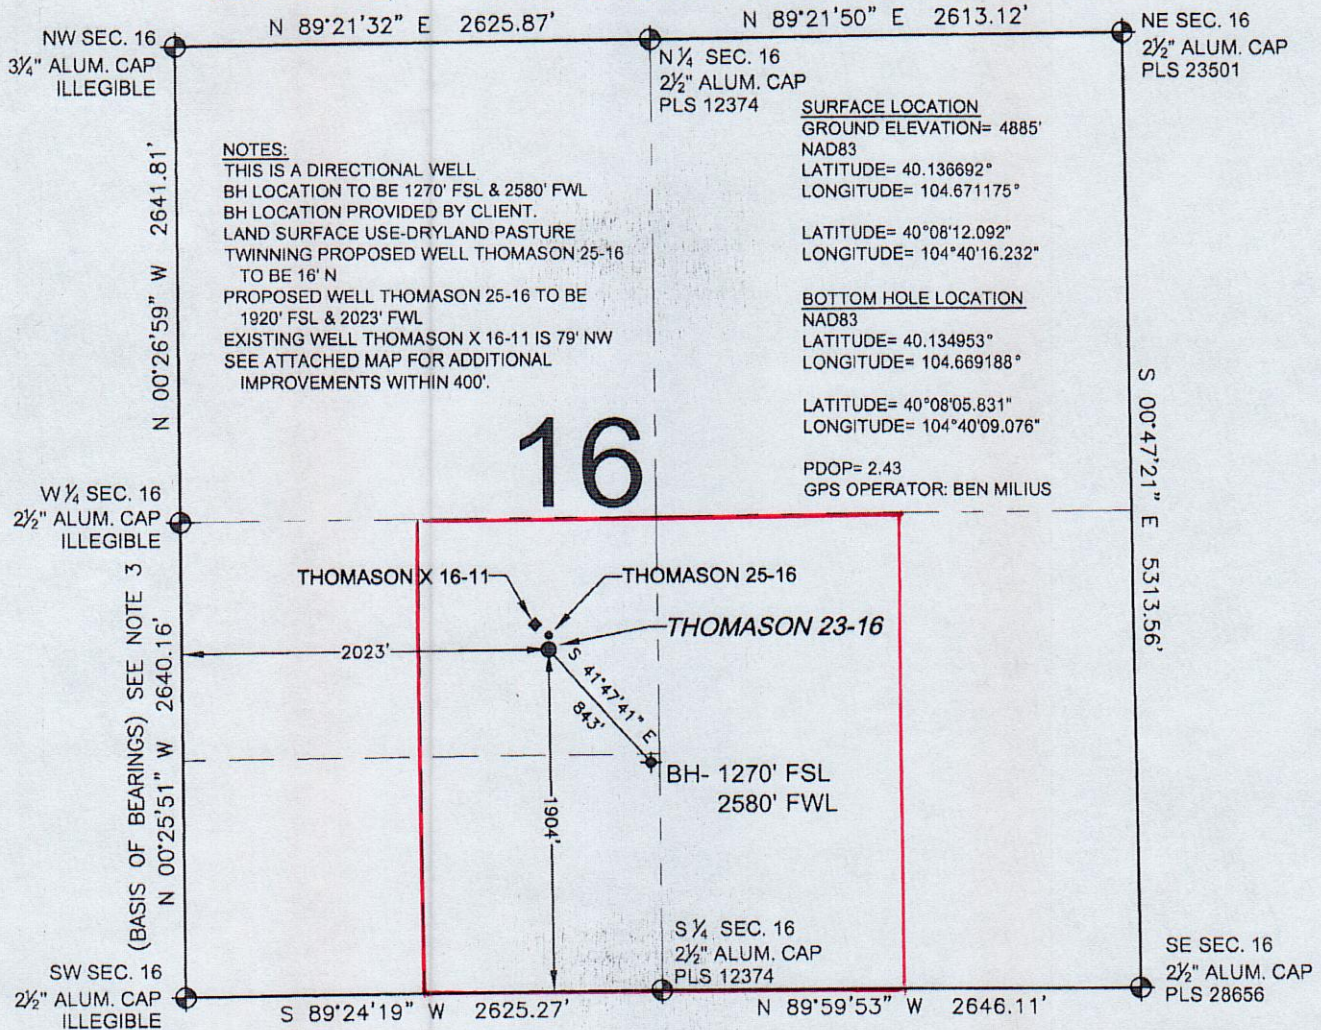 N 89°21'32" E 2625.87'
N 89°21'50" E 2613.12'
NW SEC. 16
3¼" ALUM. CAP
ILLEGIBLE
N ¼ SEC. 16
2½" ALUM. CAP
PLS 12374
NE SEC. 16
2½" ALUM. CAP
PLS 23501
NOTES:
THIS IS A DIRECTIONAL WELL
BH LOCATION TO BE 1270' FSL & 2580' FWL
BH LOCATION PROVIDED BY CLIENT.
LAND SURFACE USE-DRYLAND PASTURE
TWINNING PROPOSED WELL THOMASON 25-16
TO BE 16' N
PROPOSED WELL THOMASON 25-16 TO BE
1920' FSL & 2023' FWL
EXISTING WELL THOMASON X 16-11 IS 79' NW
SEE ATTACHED MAP FOR ADDITIONAL
IMPROVEMENTS WITHIN 400'.
SURFACE LOCATION
GROUND ELEVATION= 4885'
NAD83
LATITUDE= 40.136692°
LONGITUDE= 104.671175°
LATITUDE= 40°08'12.092"
LONGITUDE= 104°40'16.232"
BOTTOM HOLE LOCATION
NAD83
LATITUDE= 40.134953°
LONGITUDE= 104.669188°
LATITUDE= 40°08'05.831"
LONGITUDE= 104°40'09.076"
PDOP= 2.43
GPS OPERATOR: BEN MILIUS
N 00°26'59" W 2641.81'
S 00°47'21" E 5313.56'
16
W ¼ SEC. 16
2½" ALUM. CAP
ILLEGIBLE
THOMASON X 16-11
THOMASON 25-16
THOMASON 23-16
2023'
S 41°47'41" E
843'
1904'
BH- 1270' FSL
2580' FWL
(BASIS OF BEARINGS) SEE NOTE 3
N 00°25'51" W 2640.16'
SW SEC. 16
2½" ALUM. CAP
ILLEGIBLE
S ¼ SEC. 16
2½" ALUM. CAP
PLS 12374
SE SEC. 16
2½" ALUM. CAP
PLS 28656
S 89°24'19" W 2625.27'
N 89°59'53" W 2646.11'